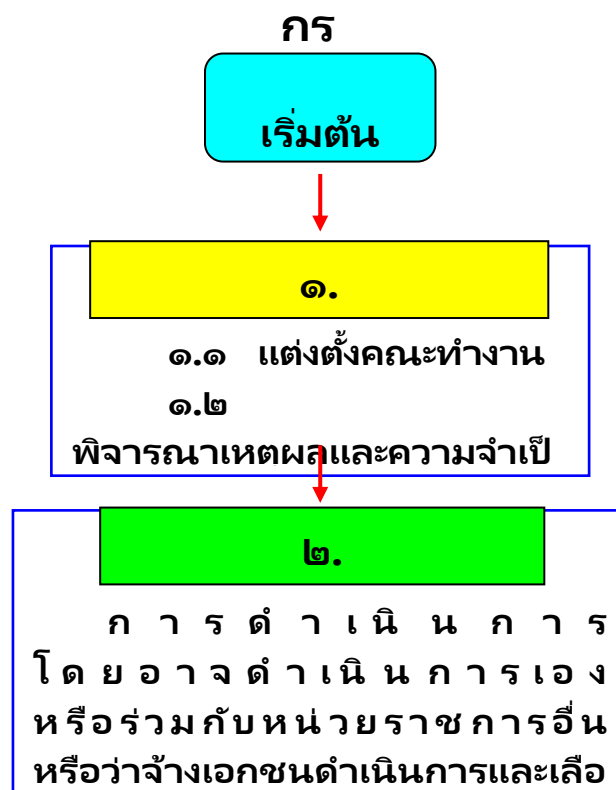 กร
เริ่มต้น
๑.
๑.๑ แต่งตั้งคณะทำงาน
๑.๒
พิจารณาเหตผลและความจำเป็
๒.
การดำเนินการ
โดยอาจดำเนินการเอง
หรือร่วมกับหน่วยราชการอื่น
หรือว่าจ้างเอกชนดำเนินการและเลือ